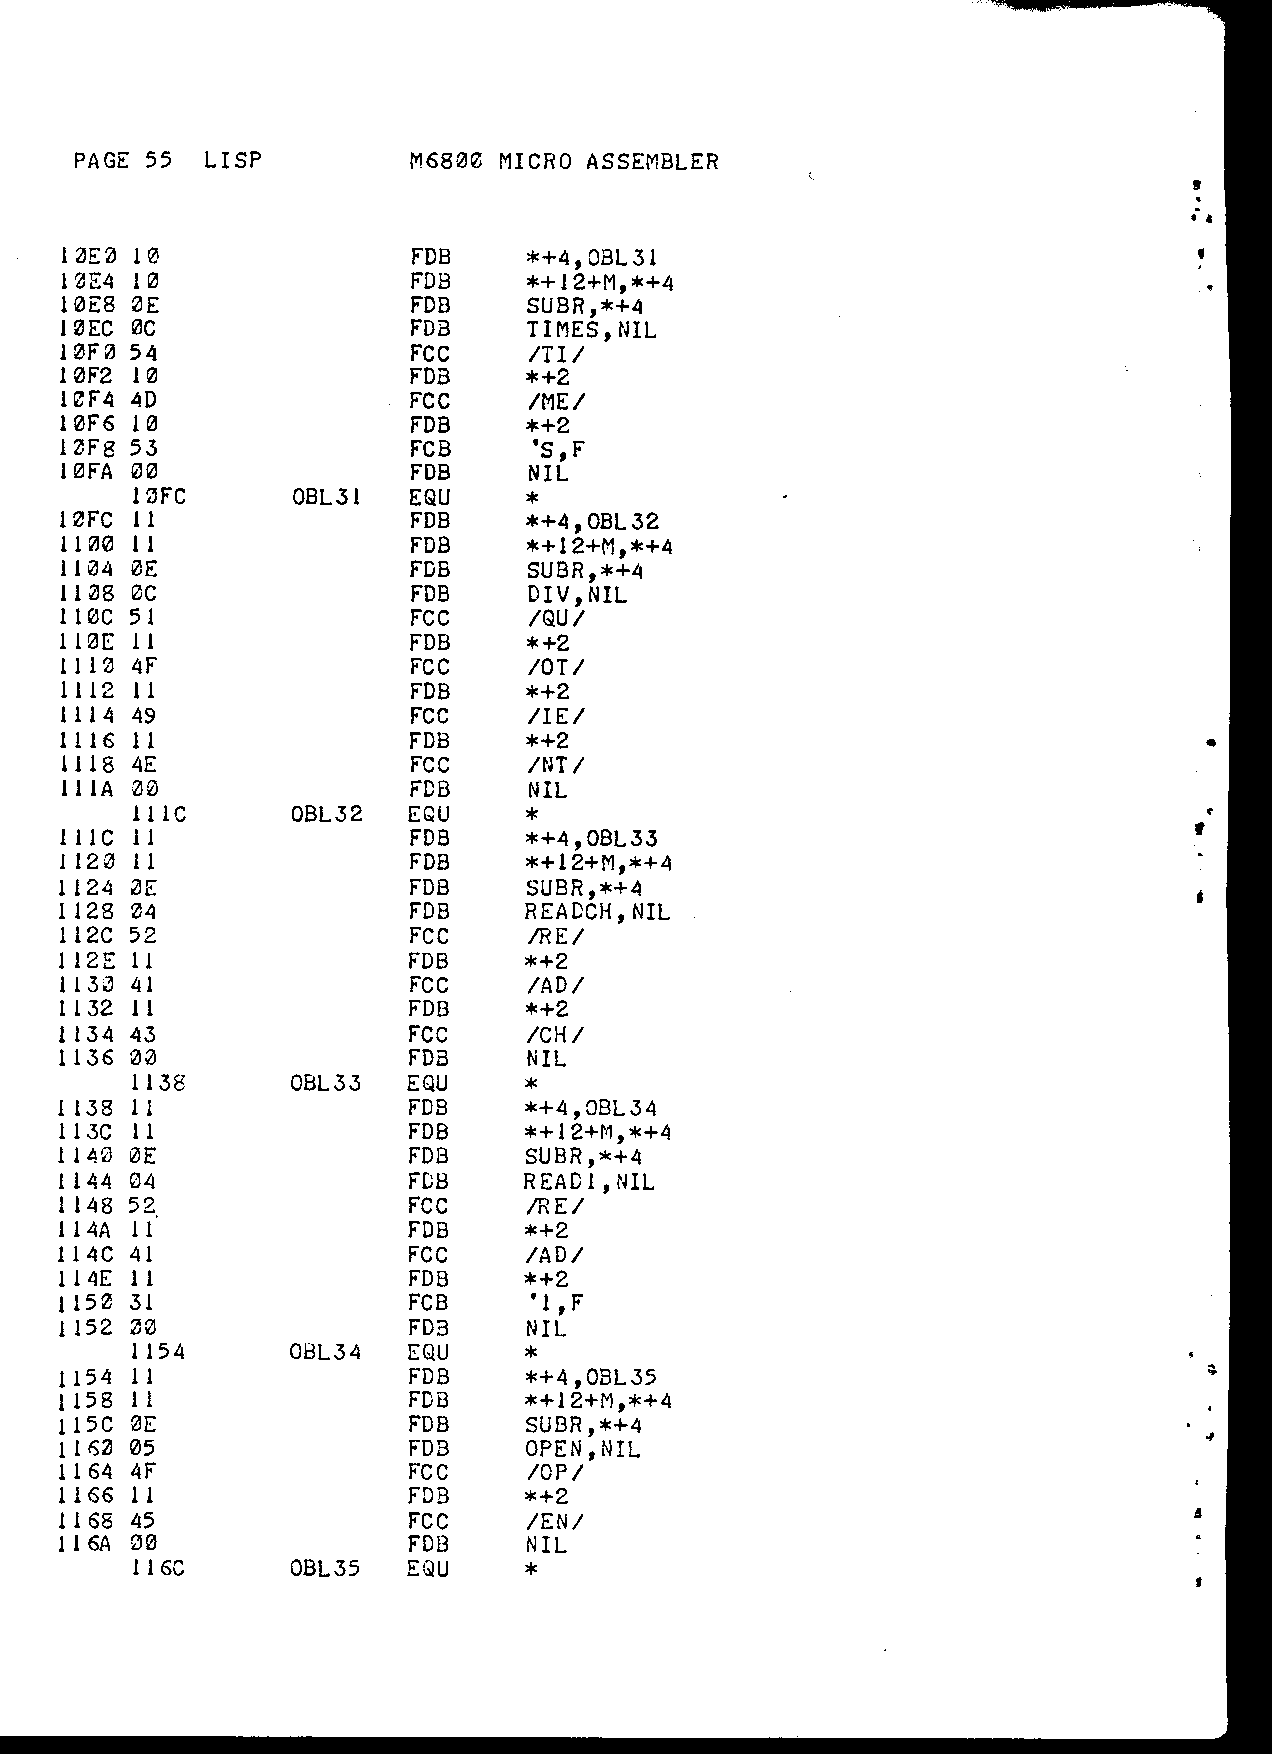 PAGE 55  LISP          M6800 MICRO ASSEMBLER
10E0 10                 FDB     *+4,OBL31
10E4 10                 FDB     *+12+M,*+4
10E8 0E                 FDB     SUBR,*+4
10EC 0C                 FDB     TIMES,NIL
10F0 54                 FCC     /TI/
10F2 10                 FDB     *+2
10F4 4D                 FCC     /ME/
10F6 10                 FDB     *+2
10F8 53                 FCB     'S,F
10FA 00                 FDB     NIL
     10FC       OBL31   EQU     *
10FC 11                 FDB     *+4,OBL32
1100 11                 FDB     *+12+M,*+4
1104 0E                 FDB     SUBR,*+4
1108 0C                 FDB     DIV,NIL
110C 51                 FCC     /QU/
110E 11                 FDB     *+2
1110 4F                 FCC     /OT/
1112 11                 FDB     *+2
1114 49                 FCC     /IE/
1116 11                 FDB     *+2
1118 4E                 FCC     /NT/
111A 00                 FDB     NIL
     111C       OBL32   EQU     *
111C 11                 FDB     *+4,OBL33
1120 11                 FDB     *+12+M,*+4
1124 0E                 FDB     SUBR,*+4
1128 04                 FDB     READCH,NIL
112C 52                 FCC     /RE/
112E 11                 FDB     *+2
1130 41                 FCC     /AD/
1132 11                 FDB     *+2
1134 43                 FCC     /CH/
1136 00                 FDB     NIL
     1138       OBL33   EQU     *
1138 11                 FDB     *+4,OBL34
113C 11                 FDB     *+12+M,*+4
1140 0E                 FDB     SUBR,*+4
1144 04                 FDB     READ1,NIL
1148 52                 FCC     /RE/
114A 11                 FDB     *+2
114C 41                 FCC     /AD/
114E 11                 FDB     *+2
1150 31                 FCB     '1,F
1152 00                 FDB     NIL
     1154       OBL34   EQU     *
1154 11                 FDB     *+4,OBL35
1158 11                 FDB     *+12+M,*+4
115C 0E                 FDB     SUBR,*+4
1160 05                 FDB     OPEN,NIL
1164 4F                 FCC     /OP/
1166 11                 FDB     *+2
1168 45                 FCC     /EN/
116A 00                 FDB     NIL
     116C       OBL35   EQU     *